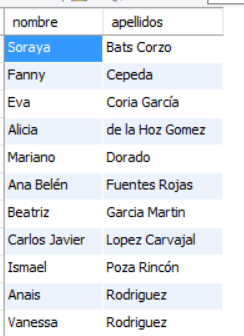 nombre apellidos
Soraya Bats Corzo
Fanny Cepeda
Eva Coria García
Alicia de la Hoz Gomez
Mariano Dorado
Ana Belén Fuentes Rojas
Beatriz Garcia Martin
Carlos Javier Lopez Carvajal
Ismael Poza Rincón
Anais Rodriguez
Vanessa Rodriguez